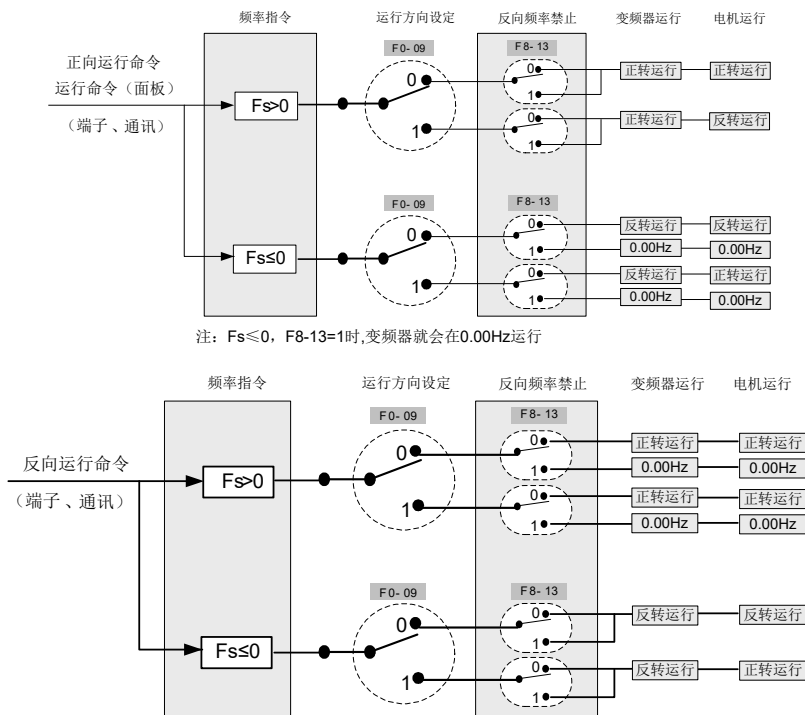 频率指令 运行方向设定 反向频率禁止 变频器运行 电机运行
F0-09 F8-13
正向运行命令
运行命令（面板）
（端子、通讯）
Fs>0
0 0 正转运行 正转运行
1
1 0 正转运行 反转运行
1
F0-09 F8-13
Fs≤0
0 0 反转运行 反转运行
1 0.00Hz 0.00Hz
1 0 反转运行 正转运行
1 0.00Hz 0.00Hz
注：Fs≤0，F8-13=1时,变频器就会在0.00Hz运行
频率指令 运行方向设定 反向频率禁止 变频器运行 电机运行
F0-09 F8-13
反向运行命令
（端子、通讯）
Fs>0
0 0 正转运行 正转运行
1 0.00Hz 0.00Hz
1 0 正转运行 正转运行
1 0.00Hz 0.00Hz
F0-09 F8-13
Fs≤0
0 0 反转运行 反转运行
1
1 0 反转运行 正转运行
1